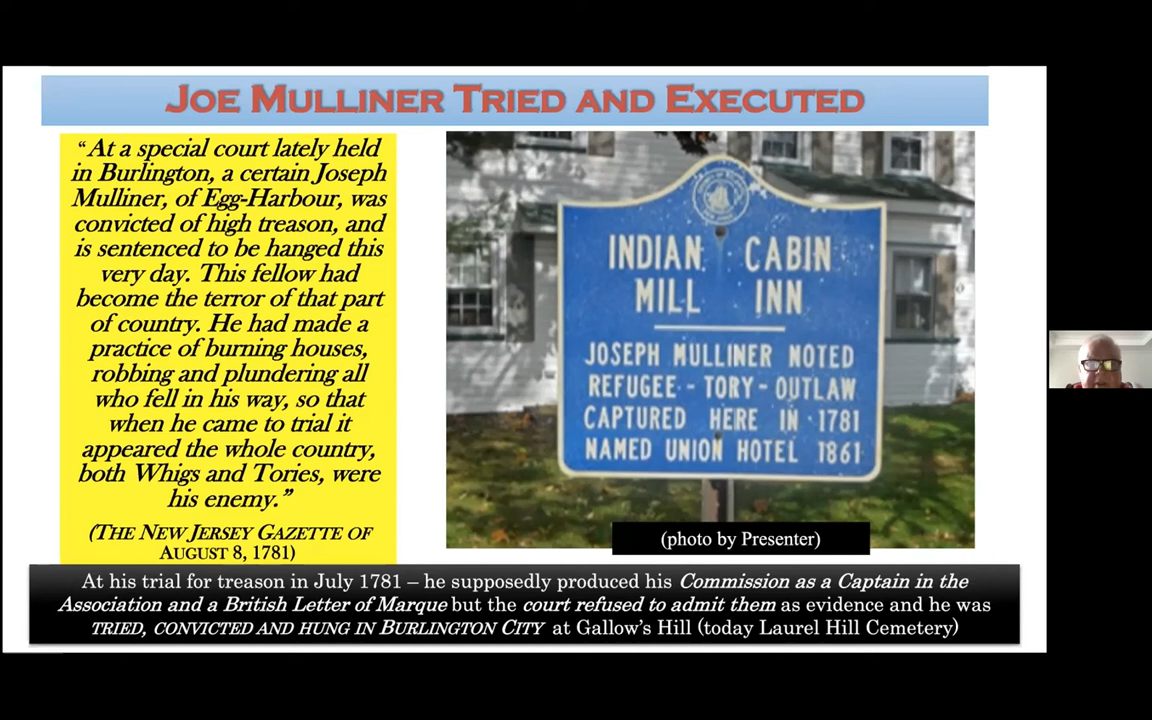 JOE MULLINER TRIED AND EXECUTED
“At a special court lately held
in Burlington, a certain Joseph
Mulliner, of Egg-Harbour, was
convicted of high treason, and
is sentenced to be hanged this
very day. This fellow had
become the terror of that part
of country. He had made a
practice of burning houses,
robbing and plundering all
who fell in his way, so that
when he came to trial it
appeared the whole country,
both Whigs and Tories, were
his enemy.”
(THE NEW JERSEY GAZETTE OF
AUGUST 8, 1781)
INDIAN CABIN
MILL INN
JOSEPH MULLINER NOTED
REFUGEE - TORY - OUTLAW
CAPTURED HERE IN 1781
NAMED UNION HOTEL 1861
(photo by Presenter)
At his trial for treason in July 1781 – he supposedly produced his Commission as a Captain in the
Association and a British Letter of Marque but the court refused to admit them as evidence and he was
TRIED, CONVICTED AND HUNG IN BURLINGTON CITY at Gallow’s Hill (today Laurel Hill Cemetery)